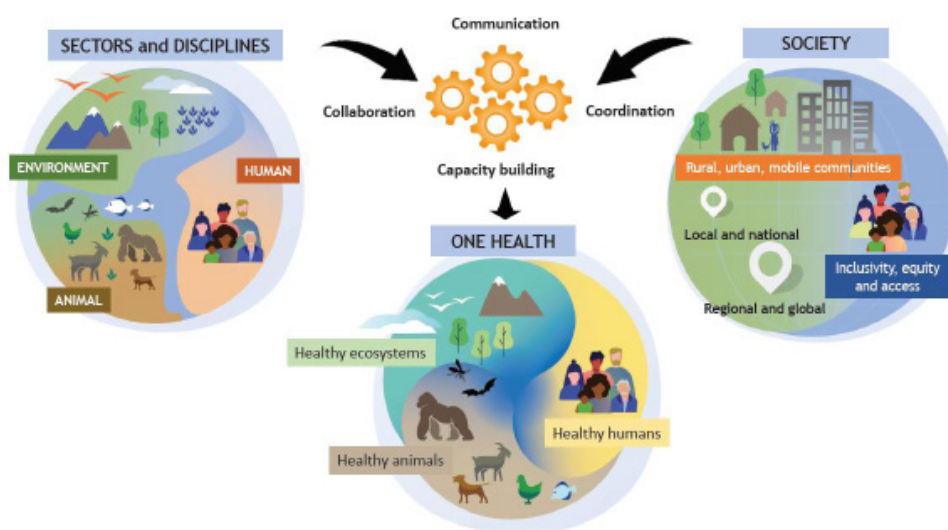 SECTORS and DISCIPLINES
ENVIRONMENT
HUMAN
ANIMAL
Communication
Collaboration
Coordination
Capacity building
SOCIETY
Rural, urban, mobile communities
Local and national
Inclusivity, equity
and access
Regional and global
ONE HEALTH
Healthy ecosystems
Healthy humans
Healthy animals